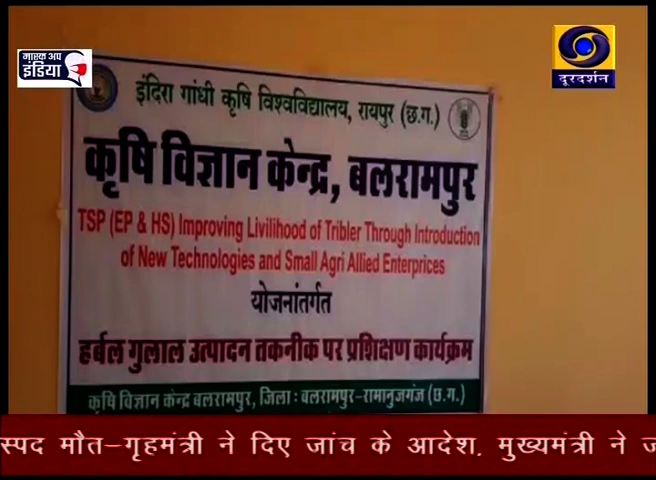 मास्क अप
इंडिया
दूरदर्शन
इंदिरा गांधी कृषि विश्वविद्यालय, रायपुर (छ.ग.)
कृषि विज्ञान केन्द्र, बलरामपुर
TSP (EP & HS) Improving Livilihood of Tribler Through Introduction
of New Technologies and Small Agri Allied Enterprices
योजनांतर्गत
हर्बल गुलाल उत्पादन तकनीक पर प्रशिक्षण कार्यक्रम
कृषि विज्ञान केंन्द्र बलरामपुर, जिला : बलरामपुर-रामानुजगंज (छ.ग.)
स्पद मौत-गृहमंत्री ने दिए जांच के आदेश. मुख्यमंत्री ने ज